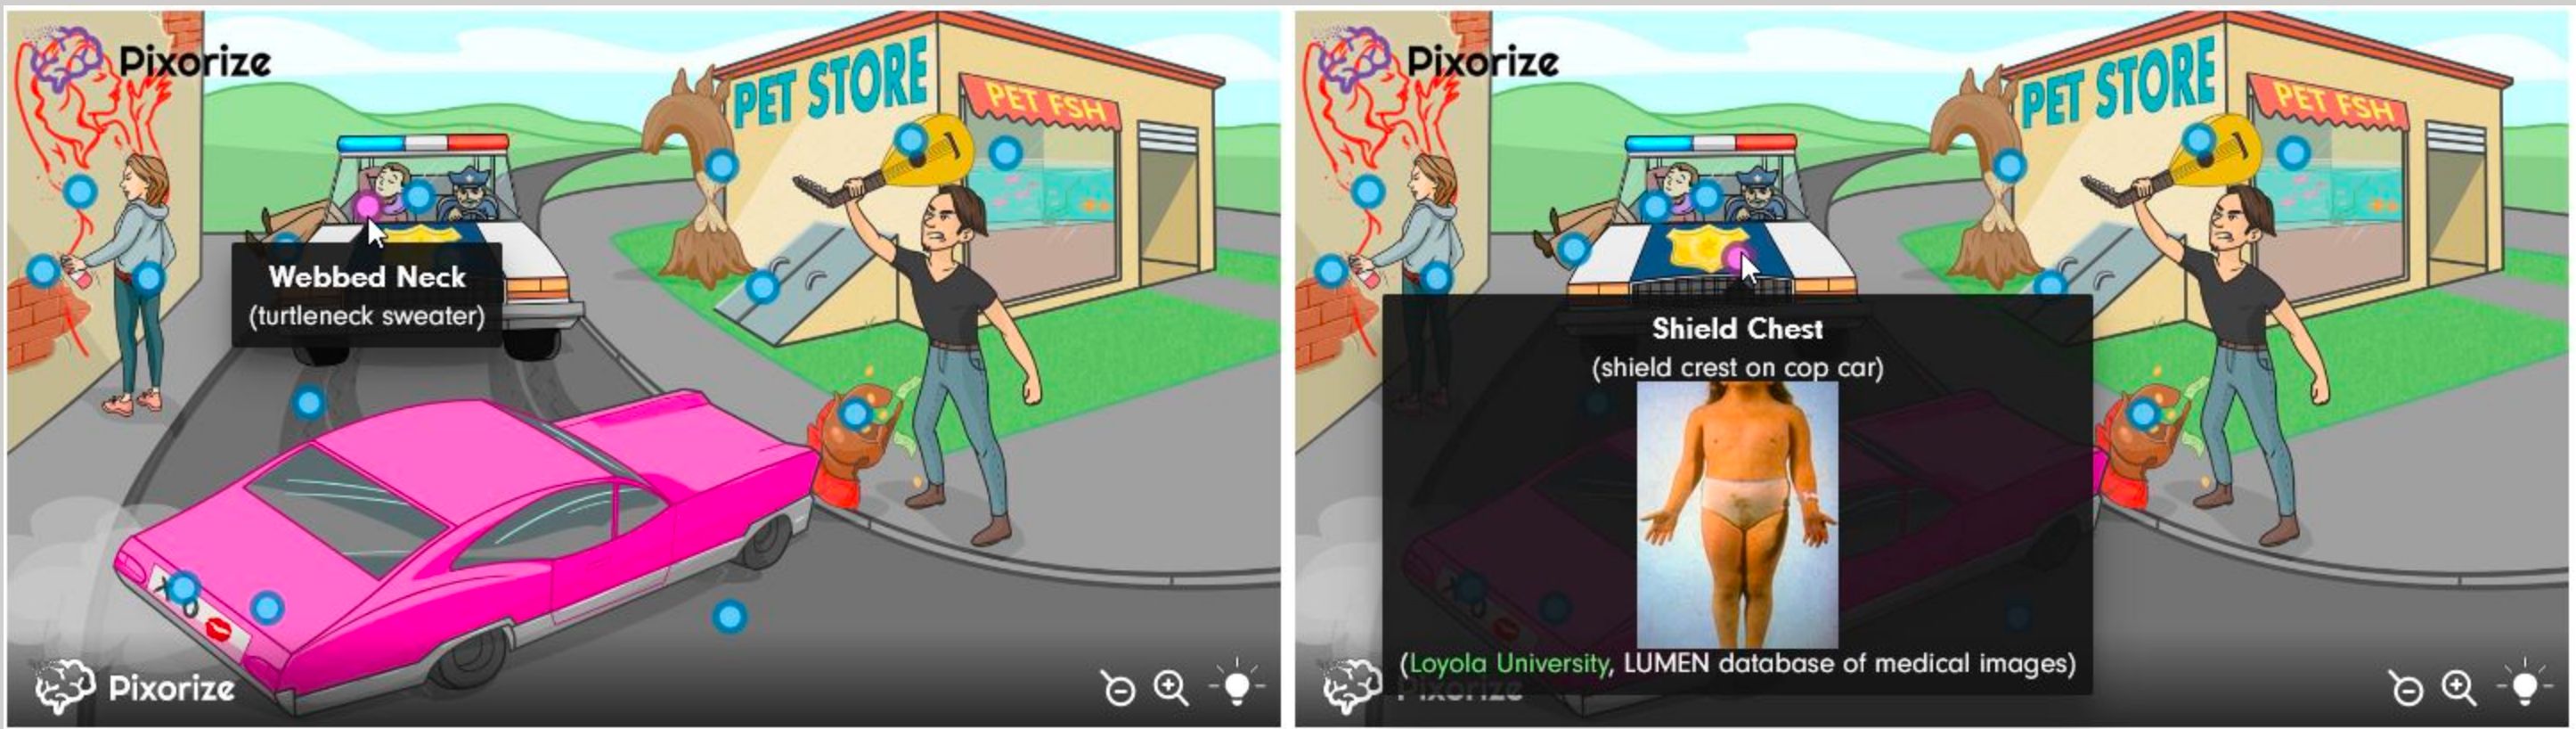 Pixorize
PET STORE
PET FSH
Webbed Neck
(turtleneck sweater)
XO
Pixorize
Pixorize
PET STORE
PET FSH
Shield Chest
(shield crest on cop car)
(Loyola University, LUMEN database of medical images)
Pixorize